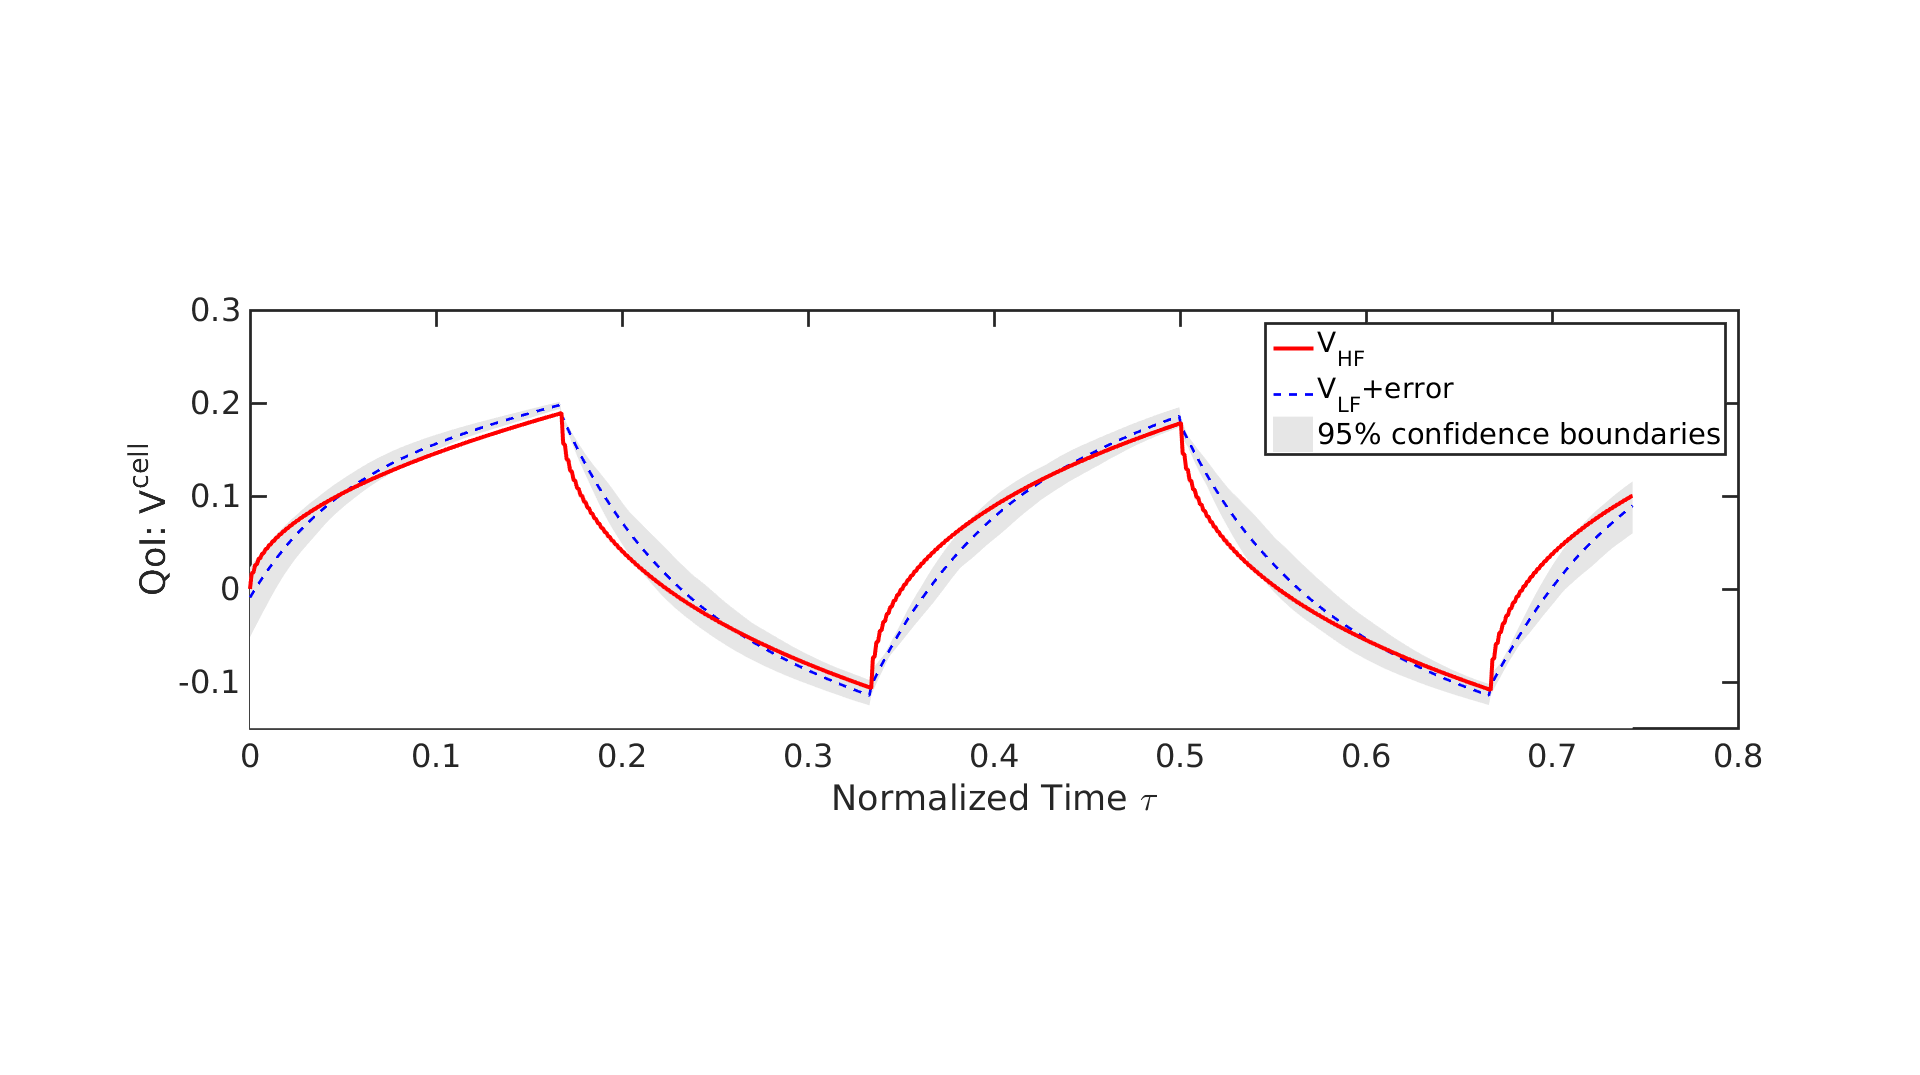 0.3
0.2
0.1
0
-0.1
QoI: V^cell
0
0.1
0.2
0.3
0.4
0.5
0.6
0.7
0.8
Normalized Time τ
V_HF
V_LF+error
95% confidence boundaries